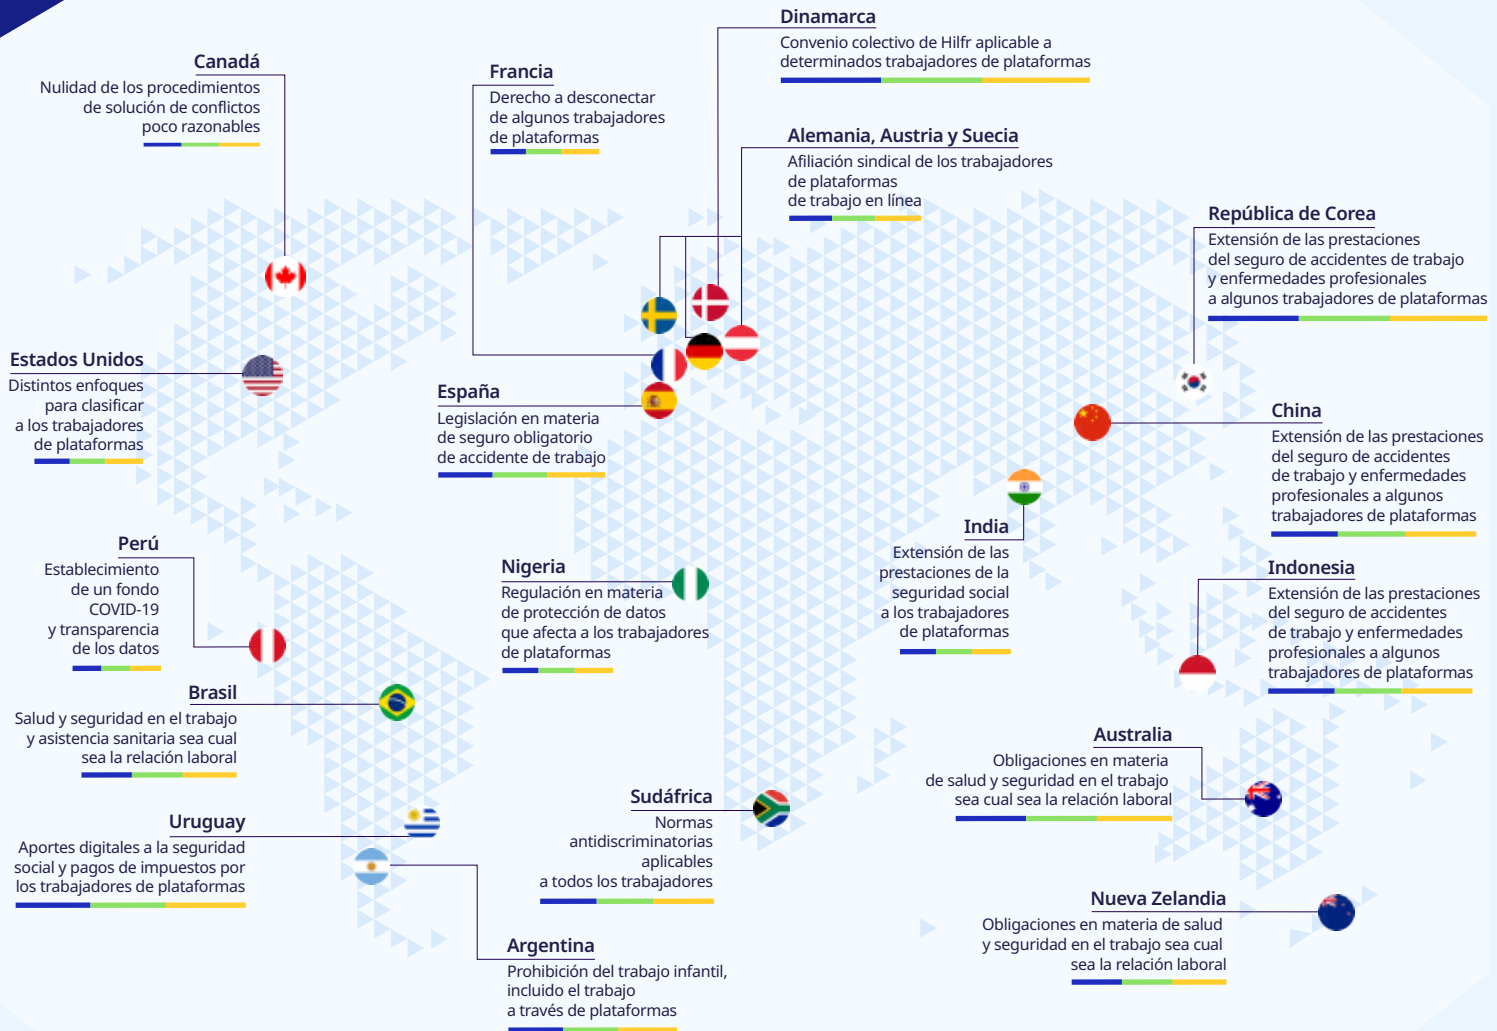 Dinamarca
Convenio colectivo de Hilfr aplicable a
determinados trabajadores de plataformas
Canadá
Nulidad de los procedimientos
de solución de conflictos
poco razonables
Francia
Derecho a desconectar
de algunos trabajadores
de plataformas
Alemania, Austria y Suecia
Afiliación sindical de los trabajadores
de plataformas
de trabajo en línea
República de Corea
Extensión de las prestaciones
del seguro de accidentes de trabajo
y enfermedades profesionales
a algunos trabajadores de plataformas
Estados Unidos
Distintos enfoques
para clasificar
a los trabajadores
de plataformas
España
Legislación en materia
de seguro obligatorio
de accidente de trabajo
China
Extensión de las prestaciones
del seguro de accidentes
de trabajo y enfermedades
profesionales a algunos
trabajadores de plataformas
India
Extensión de las
prestaciones de la
seguridad social
a los trabajadores
de plataformas
Perú
Establecimiento
de un fondo
COVID-19
y transparencia
de los datos
Nigeria
Regulación en materia
de protección de datos
que afecta a los trabajadores
de plataformas
Indonesia
Extensión de las prestaciones
del seguro de accidentes
de trabajo y enfermedades
profesionales a algunos
trabajadores de plataformas
Brasil
Salud y seguridad en el trabajo
y asistencia sanitaria sea cual
sea la relación laboral
Australia
Obligaciones en materia
de salud y seguridad en el trabajo
sea cual sea la relación laboral
Sudáfrica
Normas
antidiscriminatorias
aplicables
a todos los trabajadores
Uruguay
Aportes digitales a la seguridad
social y pagos de impuestos por
los trabajadores de plataformas
Nueva Zelandia
Obligaciones en materia de salud
y seguridad en el trabajo sea cual
sea la relación laboral
Argentina
Prohibición del trabajo infantil,
incluido el trabajo
a través de plataformas